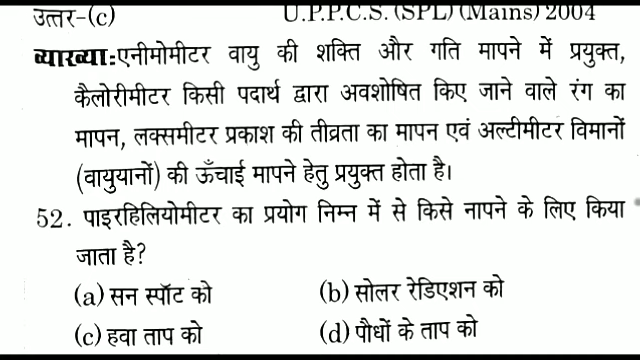 उत्तर-(c) U.P.P.C.S. (SPL) (Mains) 2004
व्याख्या:एनीमोमीटर वायु की शक्ति और गति मापने में प्रयुक्त,
कैलोरीमीटर किसी पदार्थ द्वारा अवशोषित किए जाने वाले रंग का
मापन, लक्समीटर प्रकाश की तीव्रता का मापन एवं अल्टीमीटर विमानों
(वायुयानों) की ऊँचाई मापने हेतु प्रयुक्त होता है।
52. पाइरहिलियोमीटर का प्रयोग निम्न में से किसे नापने के लिए किया
जाता है?
(a) सन स्पॉट को (b) सोलर रेडिएशन को
(c) हवा ताप को (d) पौधों के ताप को